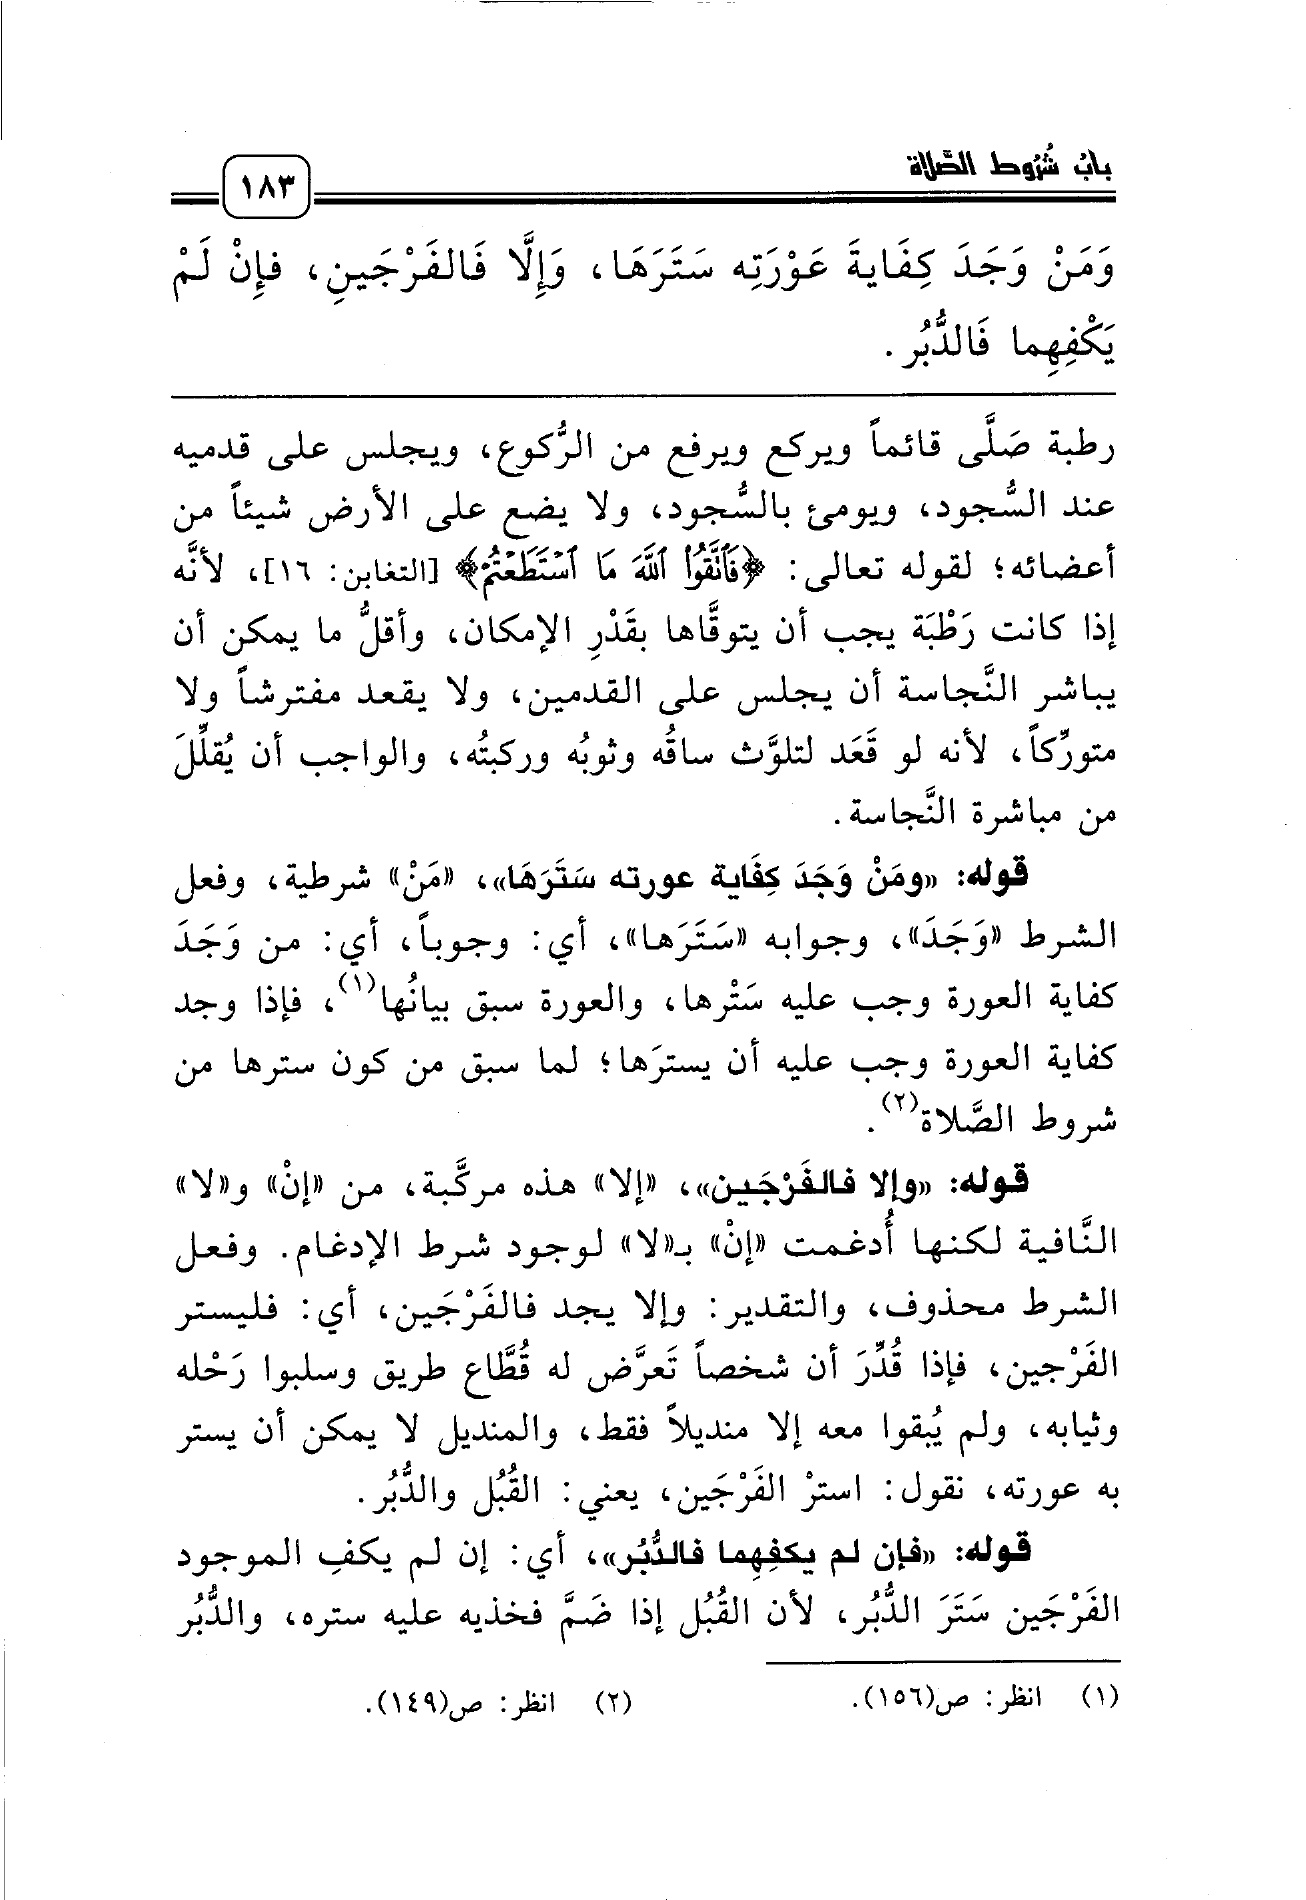 باب شُرُوط الصَّلاة
١٨٣
وَمَنْ وَجَدَ كِفَايةَ عَوْرَتِه سَتَرَهَا، وَإِلَّا فَالفَرْجَينِ، فإِنْ لَمْ
يَكْفِهِما فَالدُّبُر.
رطبة صَلَّى قائماً ويركع ويرفع من الرُّكوع، ويجلس على قدميه
عند السُّجود، ويومئ بالسُّجود، ولا يضع على الأرض شيئاً من
أعضائه؛ لقوله تعالى: ﴿فَٱتَّقُوا۟ ٱللَّهَ مَا ٱسْتَطَعْتُمْ﴾ [التغابن: ١٦]، لأنَّه
إذا كانت رَطْبَة يجب أن يتوقَّاها بقَدْرِ الإمكان، وأقلُّ ما يمكن أن
يباشر النَّجاسة أن يجلس على القدمين، ولا يقعد مفترشاً ولا
متورِّكاً، لأنه لو قَعَد لتلوَّث ساقُه وثوبُه وركبتُه، والواجب أن يُقلِّلَ
من مباشرة النَّجاسة.
قوله: «ومَنْ وَجَدَ كِفَاية عورته سَتَرَهَا»، «مَنْ» شرطية، وفعل
الشرط «وَجَدَ»، وجوابه «سَتَرَها»، أي: وجوباً، أي: من وَجَدَ
كفاية العورة وجب عليه سَتْرها، والعورة سبق بيانُها(١)، فإذا وجد
كفاية العورة وجب عليه أن يسترَها؛ لما سبق من كون سترها من
شروط الصَّلاة(٢).
قوله: «وإلا فالفَرْجَين»، «إلا» هذه مركَّبة، من «إنْ» و«لا»
النَّافية لكنها أُدغمت «إنْ» بـ«لا» لوجود شرط الإدغام. وفعل
الشرط محذوف، والتقدير: وإلا يجد فالفَرْجَين، أي: فليستر
الفَرْجين، فإذا قُدِّرَ أن شخصاً تَعرَّض له قُطَّاع طريق وسلبوا رَحْله
وثيابه، ولم يُبقوا معه إلا منديلاً فقط، والمنديل لا يمكن أن يستر
به عورته، نقول: استرْ الفَرْجَين، يعني: القُبُل والدُّبُر.
قوله: «فإن لم يكفِهِما فالدُّبُر»، أي: إن لم يكفِ الموجود
الفَرْجَين سَتَرَ الدُّبُر، لأن القُبُل إذا ضَمَّ فخذيه عليه ستره، والدُّبُر
(١) انظر: ص(١٥٦). (٢) انظر: ص(١٤٩).